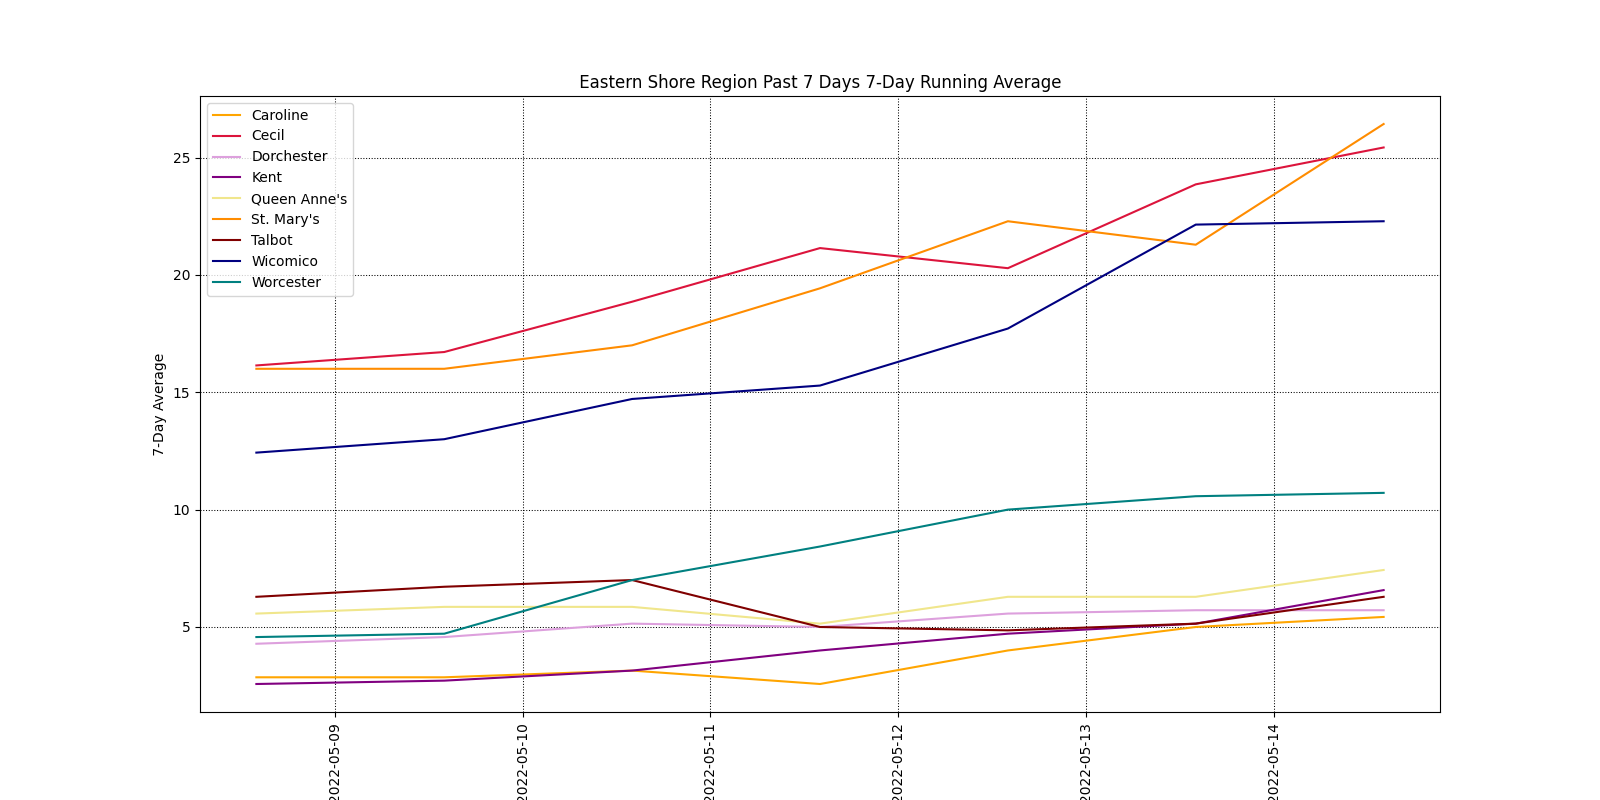 Eastern Shore Region Past 7 Days 7-Day Running Average
Caroline
Cecil
Dorchester
Kent
Queen Anne's
St. Mary's
Talbot
Wicomico
Worcester
25
20
15
10
5
7-Day Average
2022-05-09
2022-05-10
2022-05-11
2022-05-12
2022-05-13
2022-05-14